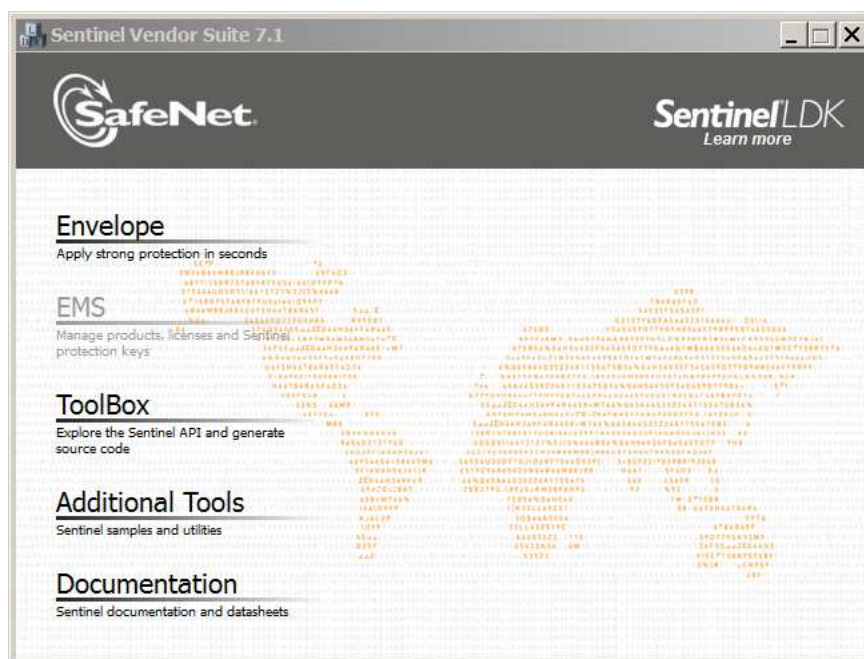 Sentinel Vendor Suite 7.1
SafeNet.
Sentinel LDK
Learn more
Envelope
Apply strong protection in seconds
EMS
Manage products, licenses and Sentinel
protection keys
ToolBox
Explore the Sentinel API and generate
source code
Additional Tools
Sentinel samples and utilities
Documentation
Sentinel documentation and datasheets